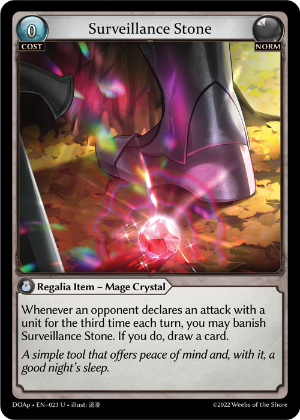 0
COST
Surveillance Stone
NORM
Regalia Item – Mage Crystal
Whenever an opponent declares an attack with a
unit for the third time each turn, you may banish
Surveillance Stone. If you do, draw a card.
A simple tool that offers peace of mind and, with it, a
good night's sleep.
DOAp • EN-023 U • illust: 道草
©2022 Weebs of the Shore